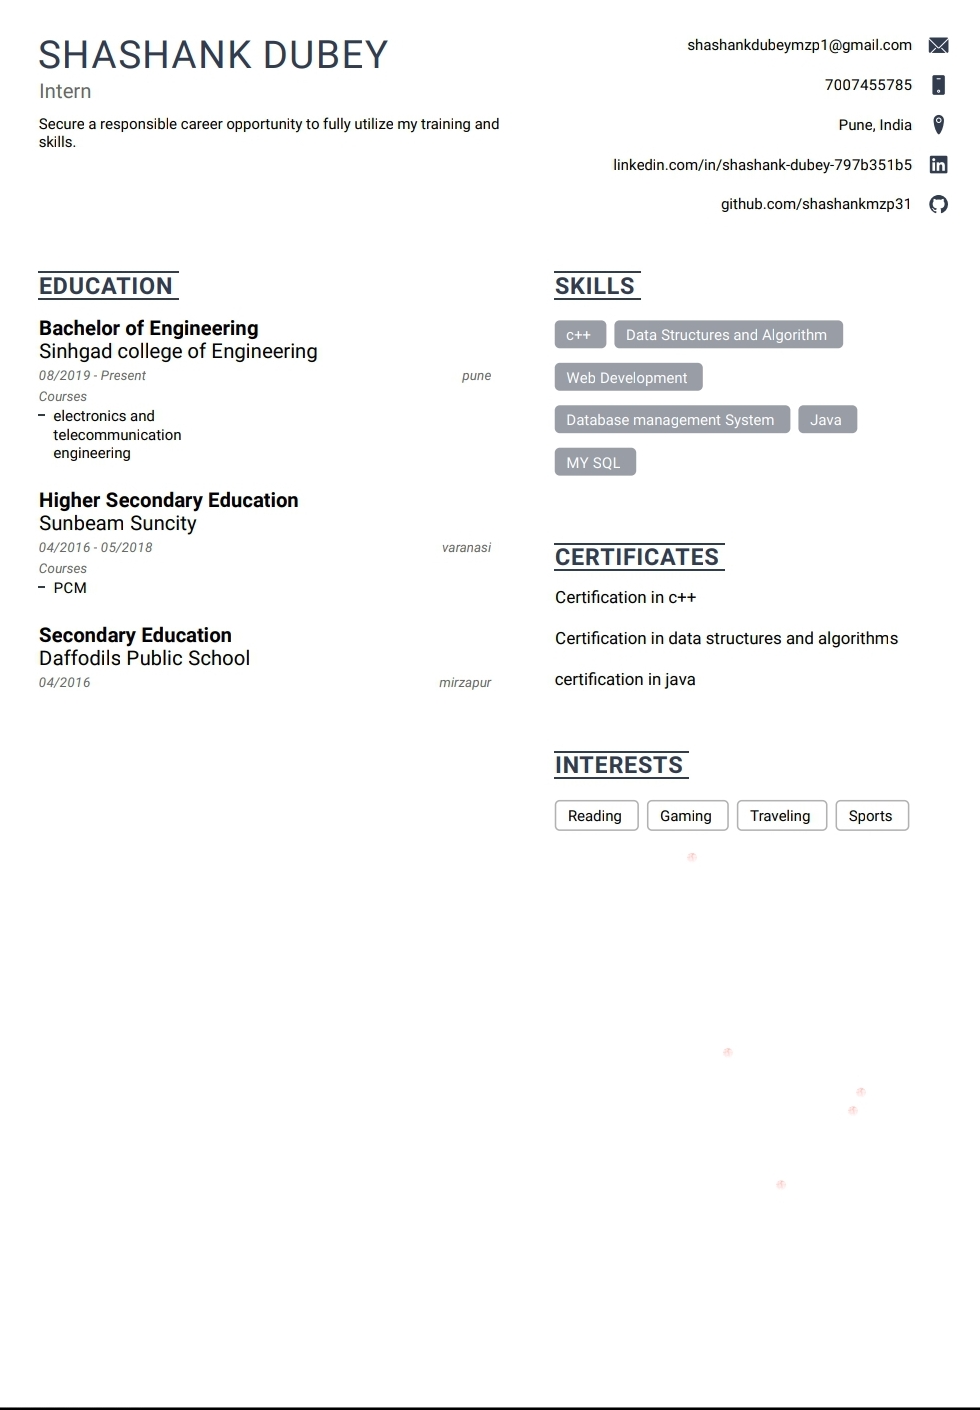 SHASHANK DUBEY
Intern
Secure a responsible career opportunity to fully utilize my training and
skills.
shashankdubeymzp1@gmail.com
7007455785
Pune, India
linkedin.com/in/shashank-dubey-797b351b5
github.com/shashankmzp31
EDUCATION
Bachelor of Engineering
Sinhgad college of Engineering
08/2019 - Present pune
Courses
– electronics and
telecommunication
engineering
Higher Secondary Education
Sunbeam Suncity
04/2016 - 05/2018 varanasi
Courses
– PCM
Secondary Education
Daffodils Public School
04/2016 mirzapur
SKILLS
c++ Data Structures and Algorithm
Web Development
Database management System Java
MY SQL
CERTIFICATES
Certification in c++
Certification in data structures and algorithms
certification in java
INTERESTS
Reading Gaming Traveling Sports